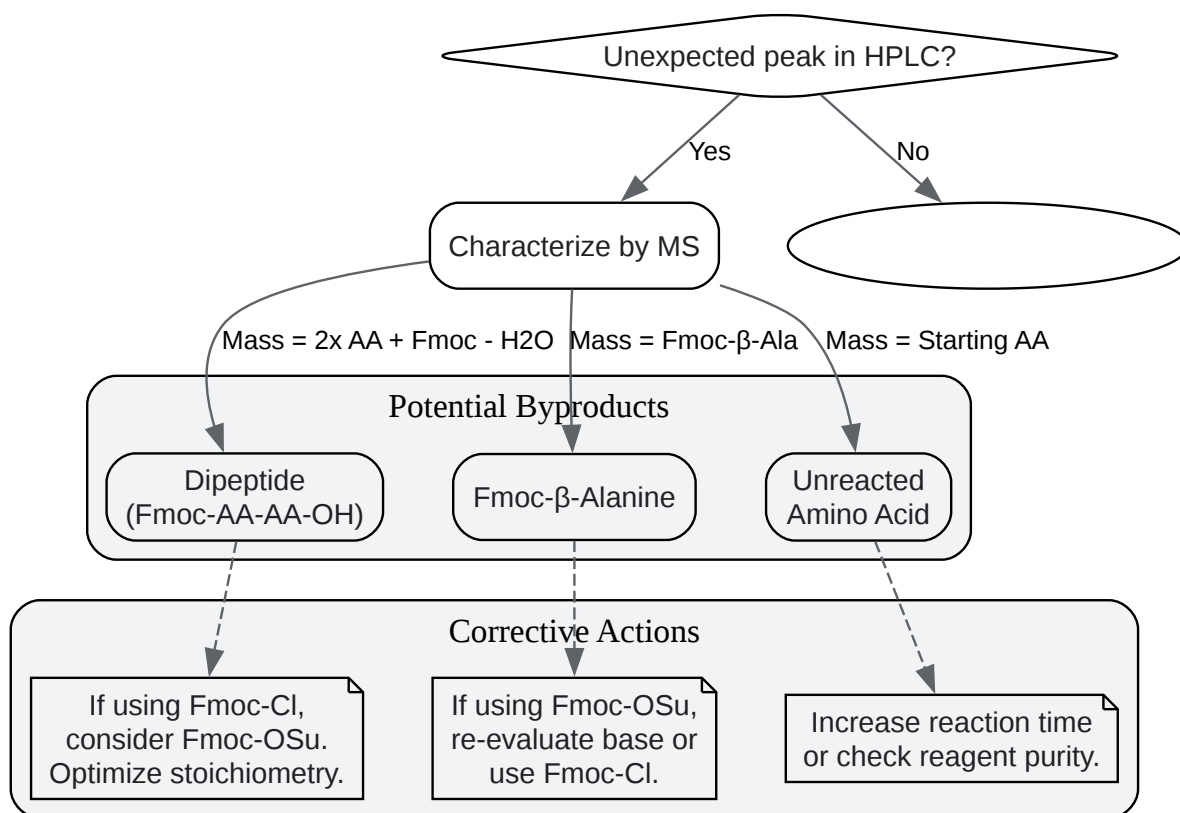 Unexpected peak in HPLC?
Yes
No
Characterize by MS
Mass = 2x AA + Fmoc - H2O
Mass = Fmoc-β-Ala
Mass = Starting AA
Potential Byproducts
Dipeptide
(Fmoc-AA-AA-OH)
Fmoc-β-Alanine
Unreacted
Amino Acid
Corrective Actions
If using Fmoc-Cl,
consider Fmoc-OSu.
Optimize stoichiometry.
If using Fmoc-OSu,
re-evaluate base or
use Fmoc-Cl.
Increase reaction time
or check reagent purity.